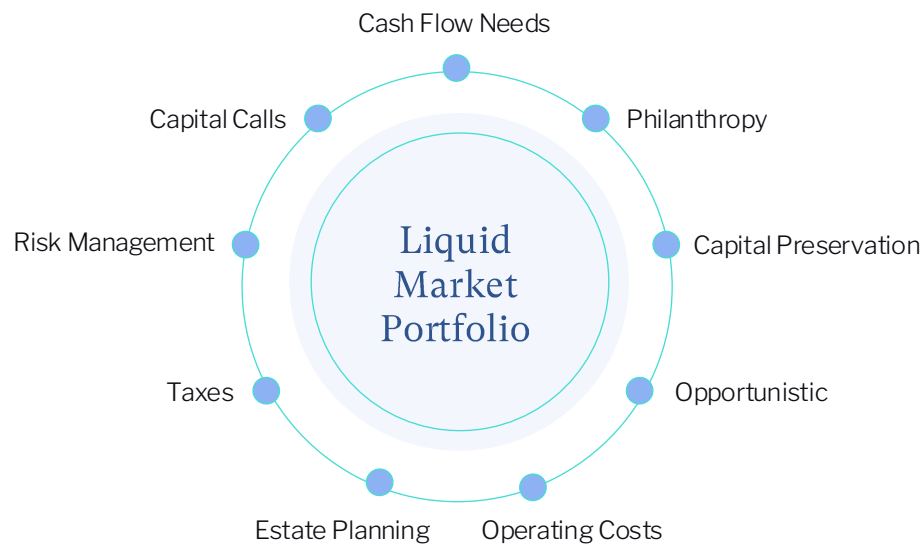 Cash Flow Needs
Capital Calls
Philanthropy
Risk Management
Capital Preservation
Liquid
Market
Portfolio
Taxes
Opportunistic
Estate Planning
Operating Costs